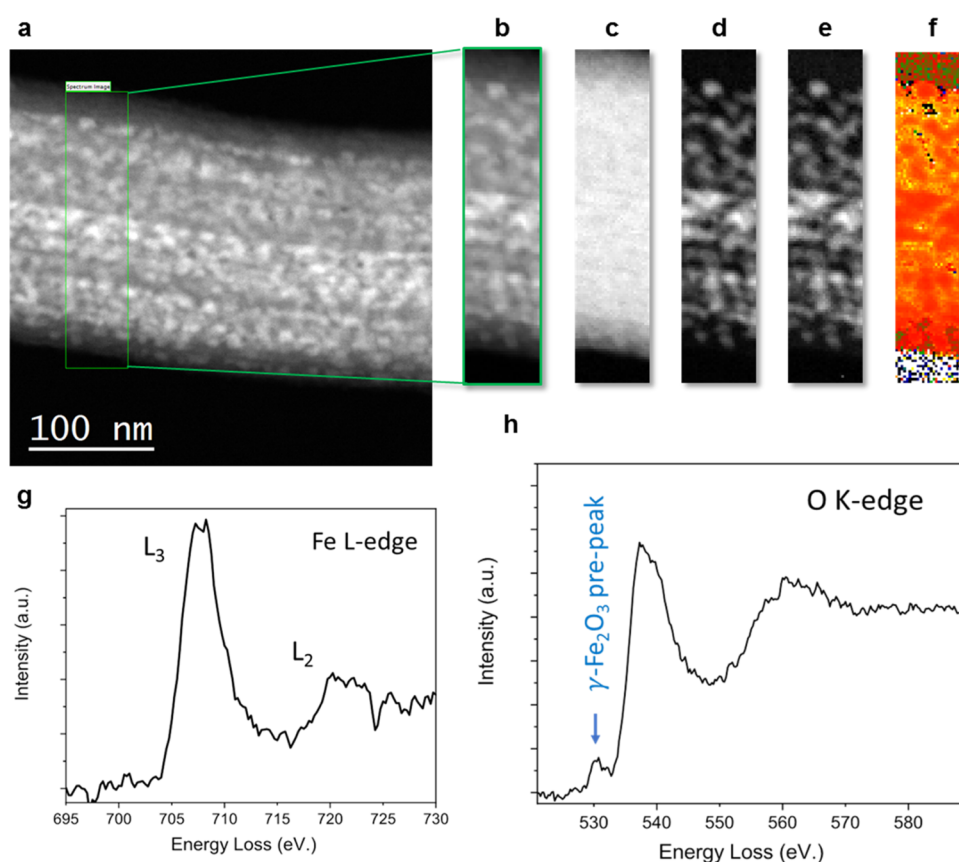 a
b
c
d
e
f
Spectrum Image
100 nm
g
Fe L-edge
L₃
L₂
Intensity (a.u.)
695 700 705 710 715 720 725 730
Energy Loss (eV.)
h
O K-edge
γ-Fe₂O₃ pre-peak
Intensity (a.u.)
530 540 550 560 570 580
Energy Loss (eV.)